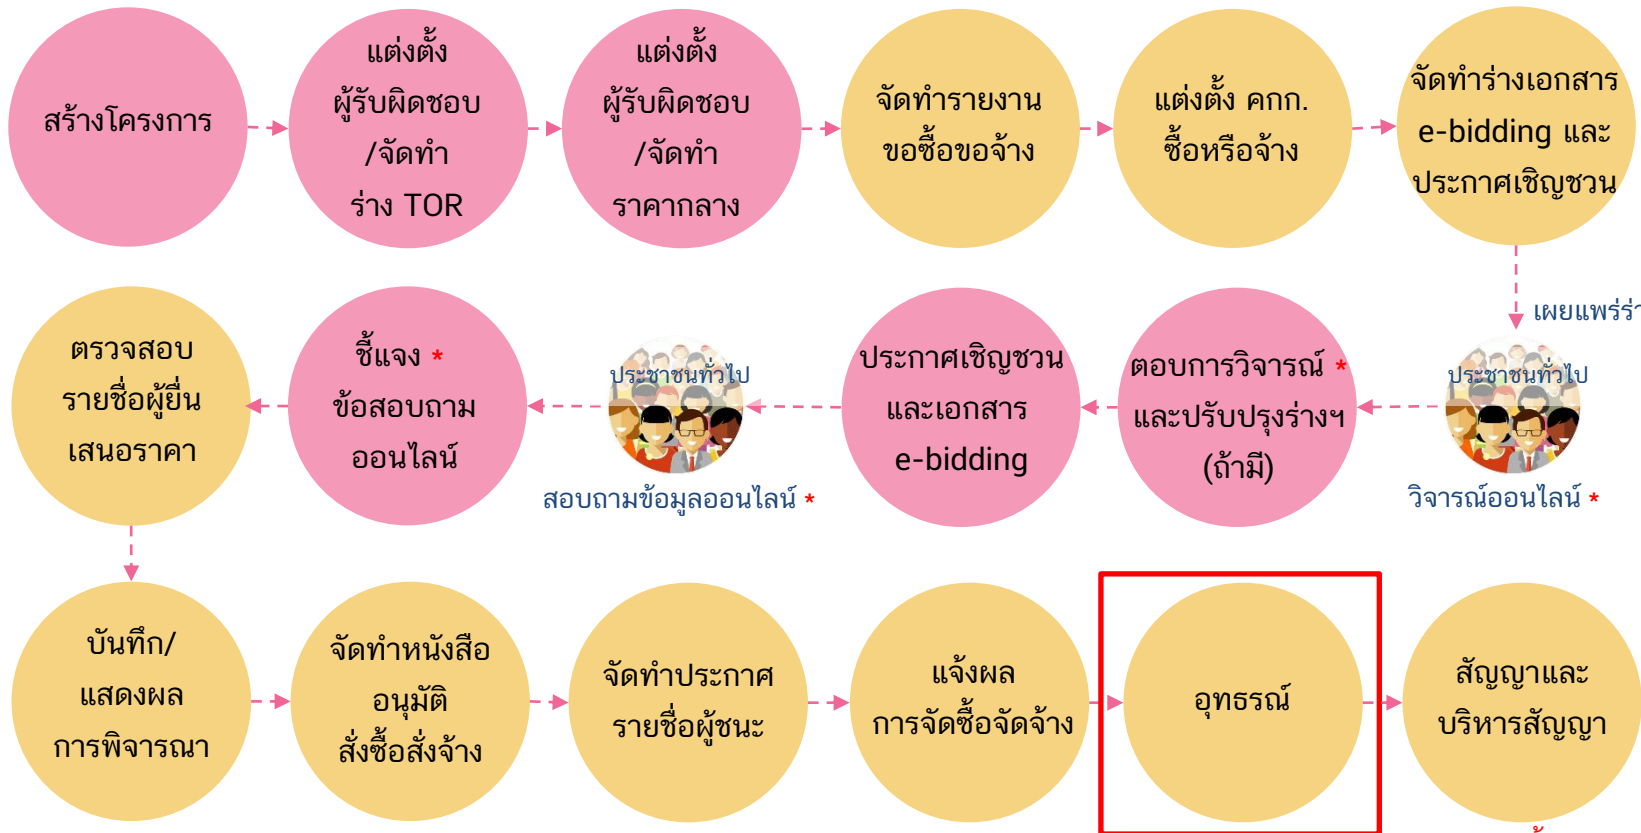 สร้างโครงการ
แต่งตั้ง
ผู้รับผิดชอบ
/จัดทำ
ร่าง TOR
แต่งตั้ง
ผู้รับผิดชอบ
/จัดทำ
ราคากลาง
จัดทำรายงาน
ขอซื้อขอจ้าง
แต่งตั้ง คกก.
ซื้อหรือจ้าง
จัดทำร่างเอกสาร
e-bidding และ
ประกาศเชิญชวน
เผยแพร่ร่า
ประชาชนทั่วไป
วิจารณ์ออนไลน์ *
ตอบการวิจารณ์ *
และปรับปรุงร่างฯ
(ถ้ามี)
ประกาศเชิญชวน
และเอกสาร
e-bidding
ประชาชนทั่วไป
สอบถามข้อมูลออนไลน์ *
ชี้แจง *
ข้อสอบถาม
ออนไลน์
ตรวจสอบ
รายชื่อผู้ยื่น
เสนอราคา
บันทึก/
แสดงผล
การพิจารณา
จัดทำหนังสือ
อนุมัติ
สั่งซื้อสั่งจ้าง
จัดทำประกาศ
รายชื่อผู้ชนะ
แจ้งผล
การจัดซื้อจัดจ้าง
อุทธรณ์
สัญญาและ
บริหารสัญญา